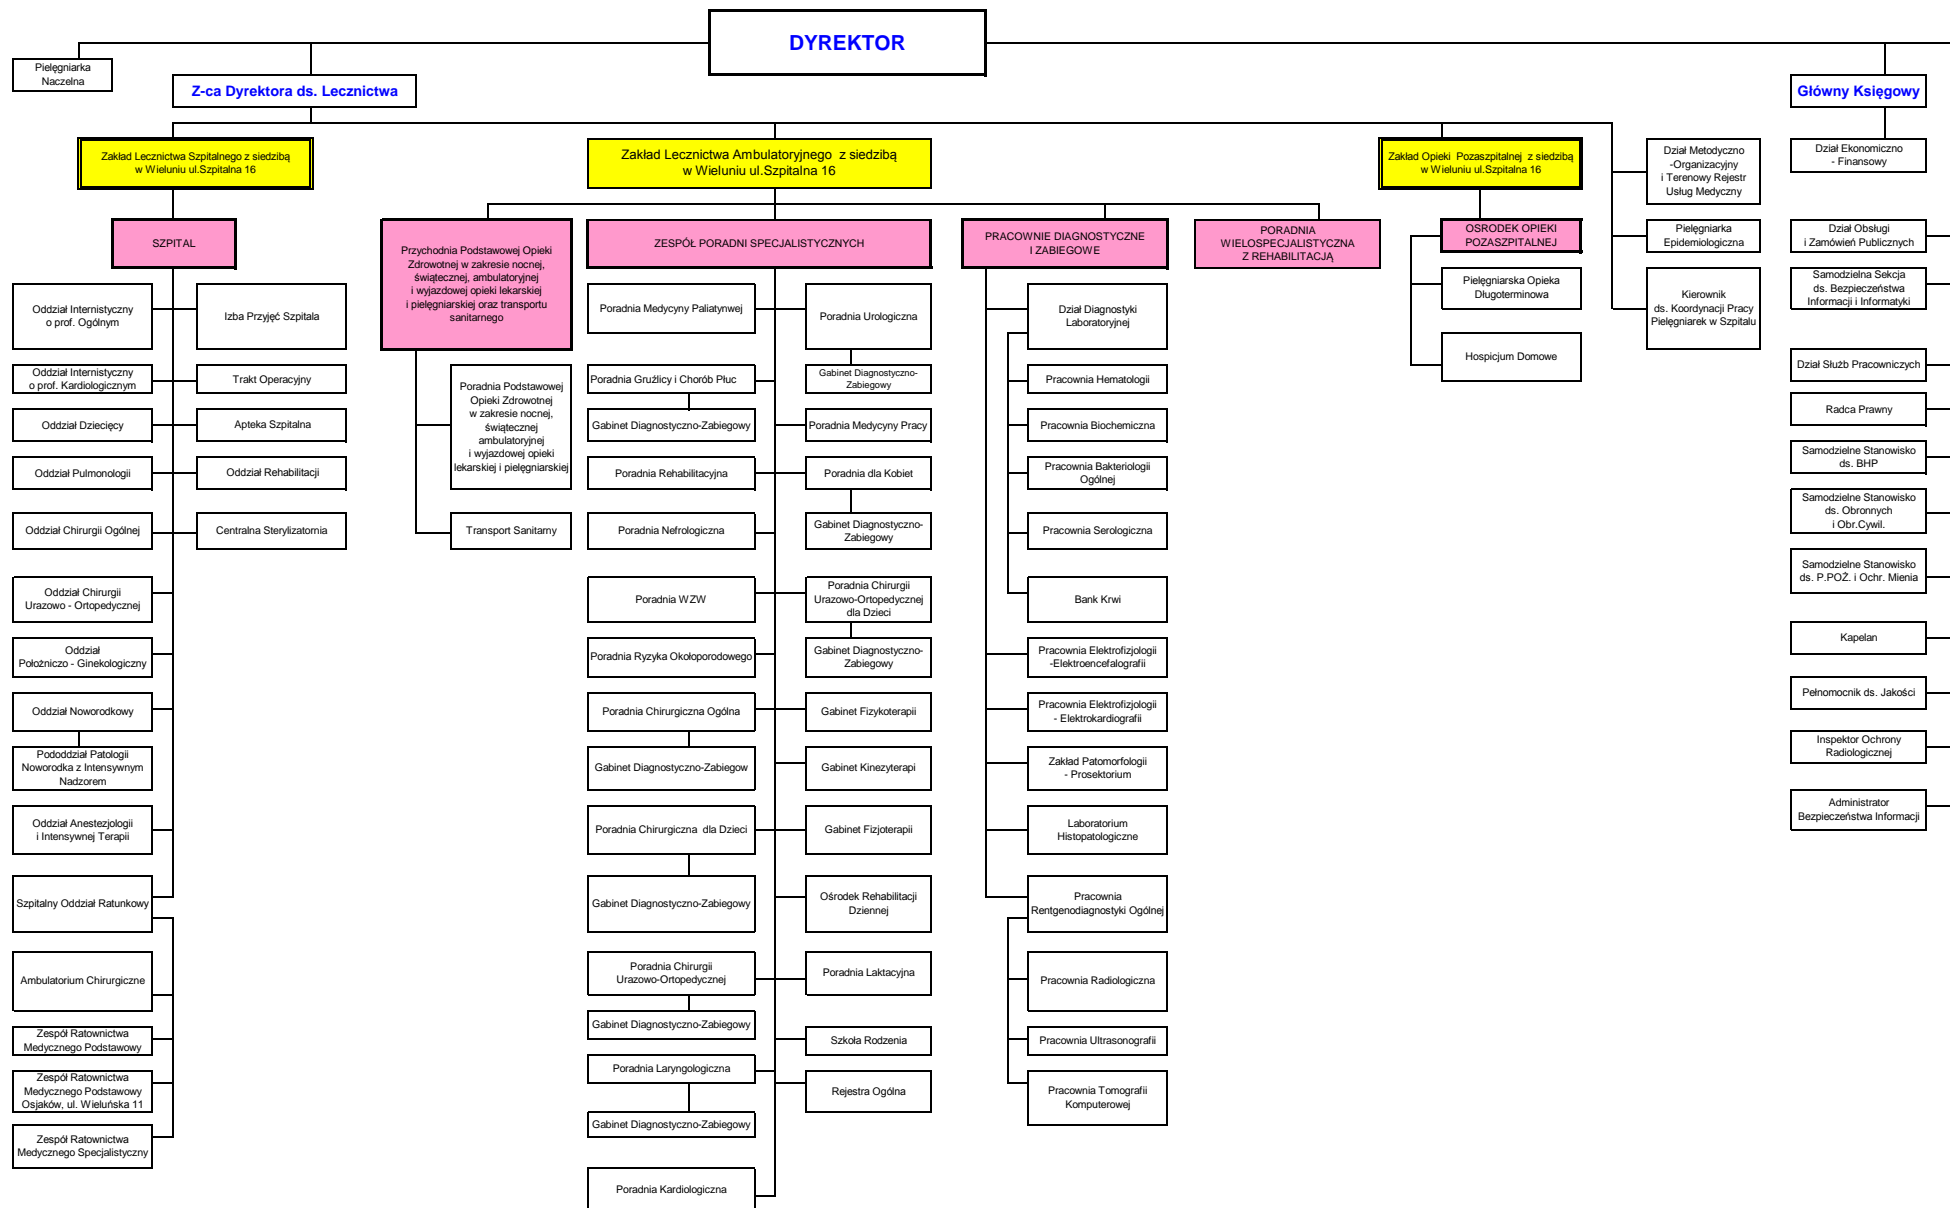 DYREKTOR
Pielęgniarka
Naczelna
Z-ca Dyrektora ds. Lecznictwa
Główny Księgowy
Zakład Lecznictwa Szpitalnego z siedzibą
w Wieluniu ul.Szpitalna 16
Zakład Lecznictwa Ambulatoryjnego z siedzibą
w Wieluniu ul.Szpitalna 16
Zakład Opieki Pozaszpitalnej z siedzibą
w Wieluniu ul.Szpitalna 16
Dział Metodyczno
-Organizacyjny
i Terenowy Rejestr
Usług Medyczny
Dział Ekonomiczno
- Finansowy
SZPITAL
Przychodnia Podstawowej Opieki
Zdrowotnej w zakresie nocnej,
świątecznej, ambulatoryjnej
i wyjazdowej opieki lekarskiej
i pielęgniarskiej oraz transportu
sanitarnego
ZESPÓŁ PORADNI SPECJALISTYCZNYCH
PRACOWNIE DIAGNOSTYCZNE
I ZABIEGOWE
PORADNIA
WIELOSPECJALISTYCZNA
Z REHABILITACJĄ
OSRODEK OPIEKI
POZASZPITALNEJ
Pielęgniarka
Epidemiologiczna
Dział Obsługi
i Zamówień Publicznych
Oddział Internistyczny
o prof. Ogólnym
Izba Przyjęć Szpitala
Oddział Internistyczny
o prof. Kardiologicznym
Trakt Operacyjny
Oddział Dziecięcy
Apteka Szpitalna
Oddział Pulmonologii
Oddział Rehabilitacji
Oddział Chirurgii Ogólnej
Centralna Sterylizatornia
Oddział Chirurgii
Urazowo - Ortopedycznej
Oddział
Położniczo - Ginekologiczny
Oddział Noworodkowy
Pododdział Patologii
Noworodka z Intensywnym
Nadzorem
Oddział Anestezjologii
i Intensywnej Terapii
Szpitalny Oddział Ratunkowy
Ambulatorium Chirurgiczne
Zespół Ratownictwa
Medycznego Podstawowy
Zespół Ratownictwa
Medycznego Podstawowy
Osjaków, ul. Wieluńska 11
Zespół Ratownictwa
Medycznego Specjalistyczny
Poradnia Podstawowej
Opieki Zdrowotnej
w zakresie nocnej,
świątecznej
ambulatoryjnej
i wyjazdowej opieki
lekarskiej i pielęgniarskiej
Transport Sanitarny
Poradnia Medycyny Paliatynwej
Poradnia Urologiczna
Gabinet Diagnostyczno-
Zabiegowy
Poradnia Gruźlicy i Chorób Płuc
Gabinet Diagnostyczno-Zabiegowy
Poradnia Medycyny Pracy
Poradnia Rehabilitacyjna
Poradnia dla Kobiet
Poradnia Nefrologiczna
Gabinet Diagnostyczno-
Zabiegowy
Poradnia WZW
Poradnia Chirurgii
Urazowo-Ortopedycznej
dla Dzieci
Poradnia Ryzyka Okołoporodowego
Gabinet Diagnostyczno-
Zabiegowy
Poradnia Chirurgiczna Ogólna
Gabinet Fizykoterapii
Gabinet Diagnostyczno-Zabiegow
Gabinet Kinezyterapi
Poradnia Chirurgiczna dla Dzieci
Gabinet Fizjoterapii
Gabinet Diagnostyczno-Zabiegowy
Ośrodek Rehabilitacji
Dziennej
Poradnia Chirurgii
Urazowo-Ortopedycznej
Poradnia Laktacyjna
Gabinet Diagnostyczno-Zabiegowy
Szkoła Rodzenia
Poradnia Laryngologiczna
Rejestra Ogólna
Gabinet Diagnostyczno-Zabiegowy
Poradnia Kardiologiczna
Dział Diagnostyki
Laboratoryjnej
Pracownia Hematologii
Pracownia Biochemiczna
Pracownia Bakteriologii
Ogólnej
Pracownia Serologiczna
Bank Krwi
Pracownia Elektrofizjologii
-Elektroencefalografii
Pracownia Elektrofizjologii
- Elektrokardiografii
Zakład Patomorfologii
- Prosektorium
Laboratorium
Histopatologiczne
Pracownia
Rentgenodiagnostyki Ogólnej
Pracownia Radiologiczna
Pracownia Ultrasonografii
Pracownia Tomografii
Komputerowej
Pielęgniarska Opieka
Długoterminowa
Hospicjum Domowe
Kierownik
ds. Koordynacji Pracy
Pielęgniarek w Szpitalu
Samodzielna Sekcja
ds. Bezpieczeństwa
Informacji i Informatyki
Dział Służb Pracowniczych
Radca Prawny
Samodzielne Stanowisko
ds. BHP
Samodzielne Stanowisko
ds. Obronnych
i Obr.Cywil.
Samodzielne Stanowisko
ds. P.POŻ. i Ochr. Mienia
Kapelan
Pełnomocnik ds. Jakości
Inspektor Ochrony
Radiologicznej
Administrator
Bezpieczeństwa Informacji